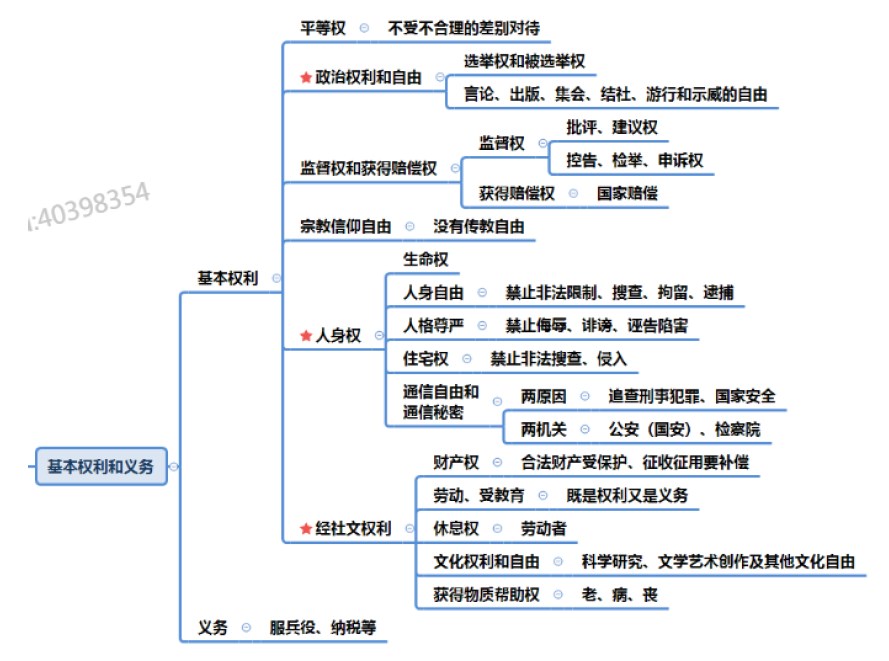 平等权 不受不合理的差别对待
选举权和被选举权
★政治权利和自由
言论、出版、集会、结社、游行和示威的自由
批评、建议权
监督权
控告、检举、申诉权
监督权和获得赔偿权
获得赔偿权 国家赔偿
:40398354
宗教信仰自由 没有传教自由
生命权
基本权利
人身自由 禁止非法限制、搜查、拘留、逮捕
★人身权
人格尊严 禁止侮辱、诽谤、诬告陷害
住宅权 禁止非法搜查、侵入
通信自由和
通信秘密
两原因 追查刑事犯罪、国家安全
两机关 公安（国安）、检察院
基本权利和义务
财产权 合法财产受保护、征收征用要补偿
劳动、受教育 既是权利又是义务
★经社文权利
休息权 劳动者
文化权利和自由 科学研究、文学艺术创作及其他文化自由
获得物质帮助权 老、病、丧
义务 服兵役、纳税等